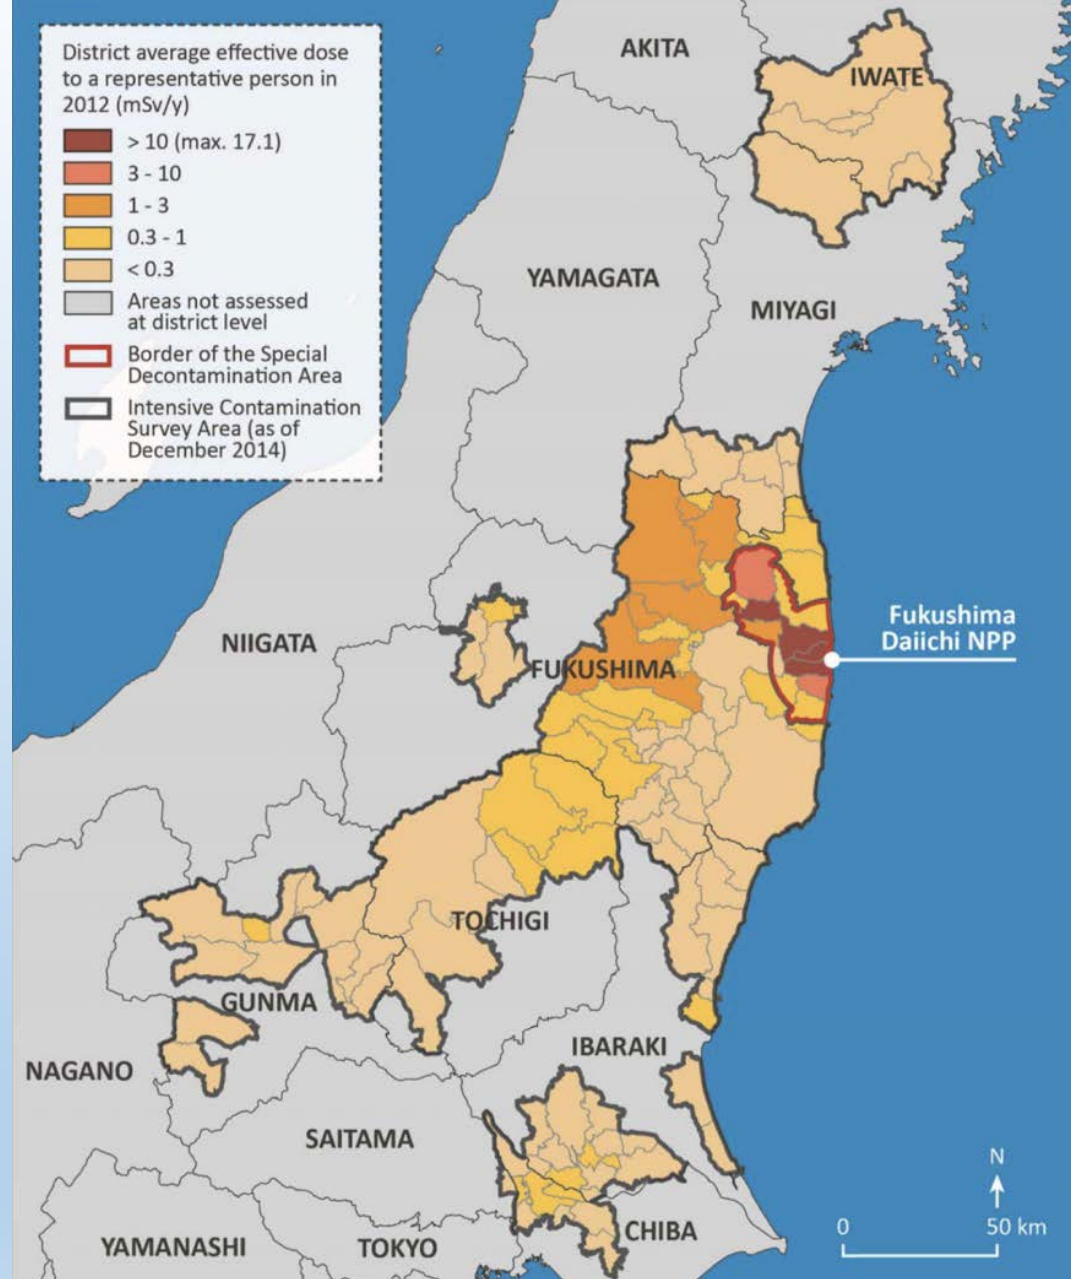 District average effective dose
to a representative person in
2012 (mSv/y)
> 10 (max. 17.1)
3 - 10
1 - 3
0.3 - 1
< 0.3
Areas not assessed
at district level
Border of the Special
Decontamination Area
Intensive Contamination
Survey Area (as of
December 2014)
AKITA
IWATE
YAMAGATA
MIYAGI
Fukushima
Daiichi NPP
NIIGATA
FUKUSHIMA
TOCHIGI
GUNMA
IBARAKI
NAGANO
SAITAMA
CHIBA
YAMANASHI
TOKYO
N
0 50 km